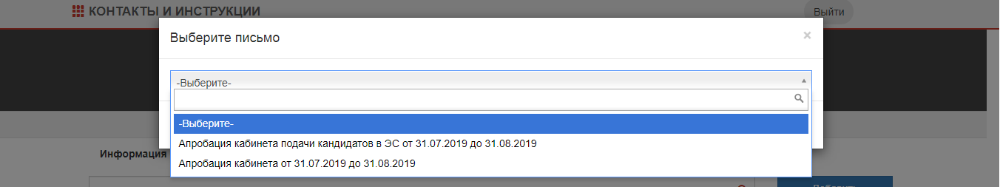 КОНТАКТЫ И ИНСТРУКЦИИ
Выйти
Выберите письмо
×
-Выберите-
-Выберите-
Апробация кабинета подачи кандидатов в ЭС от 31.07.2019 до 31.08.2019
Апробация кабинета от 31.07.2019 до 31.08.2019
Информация